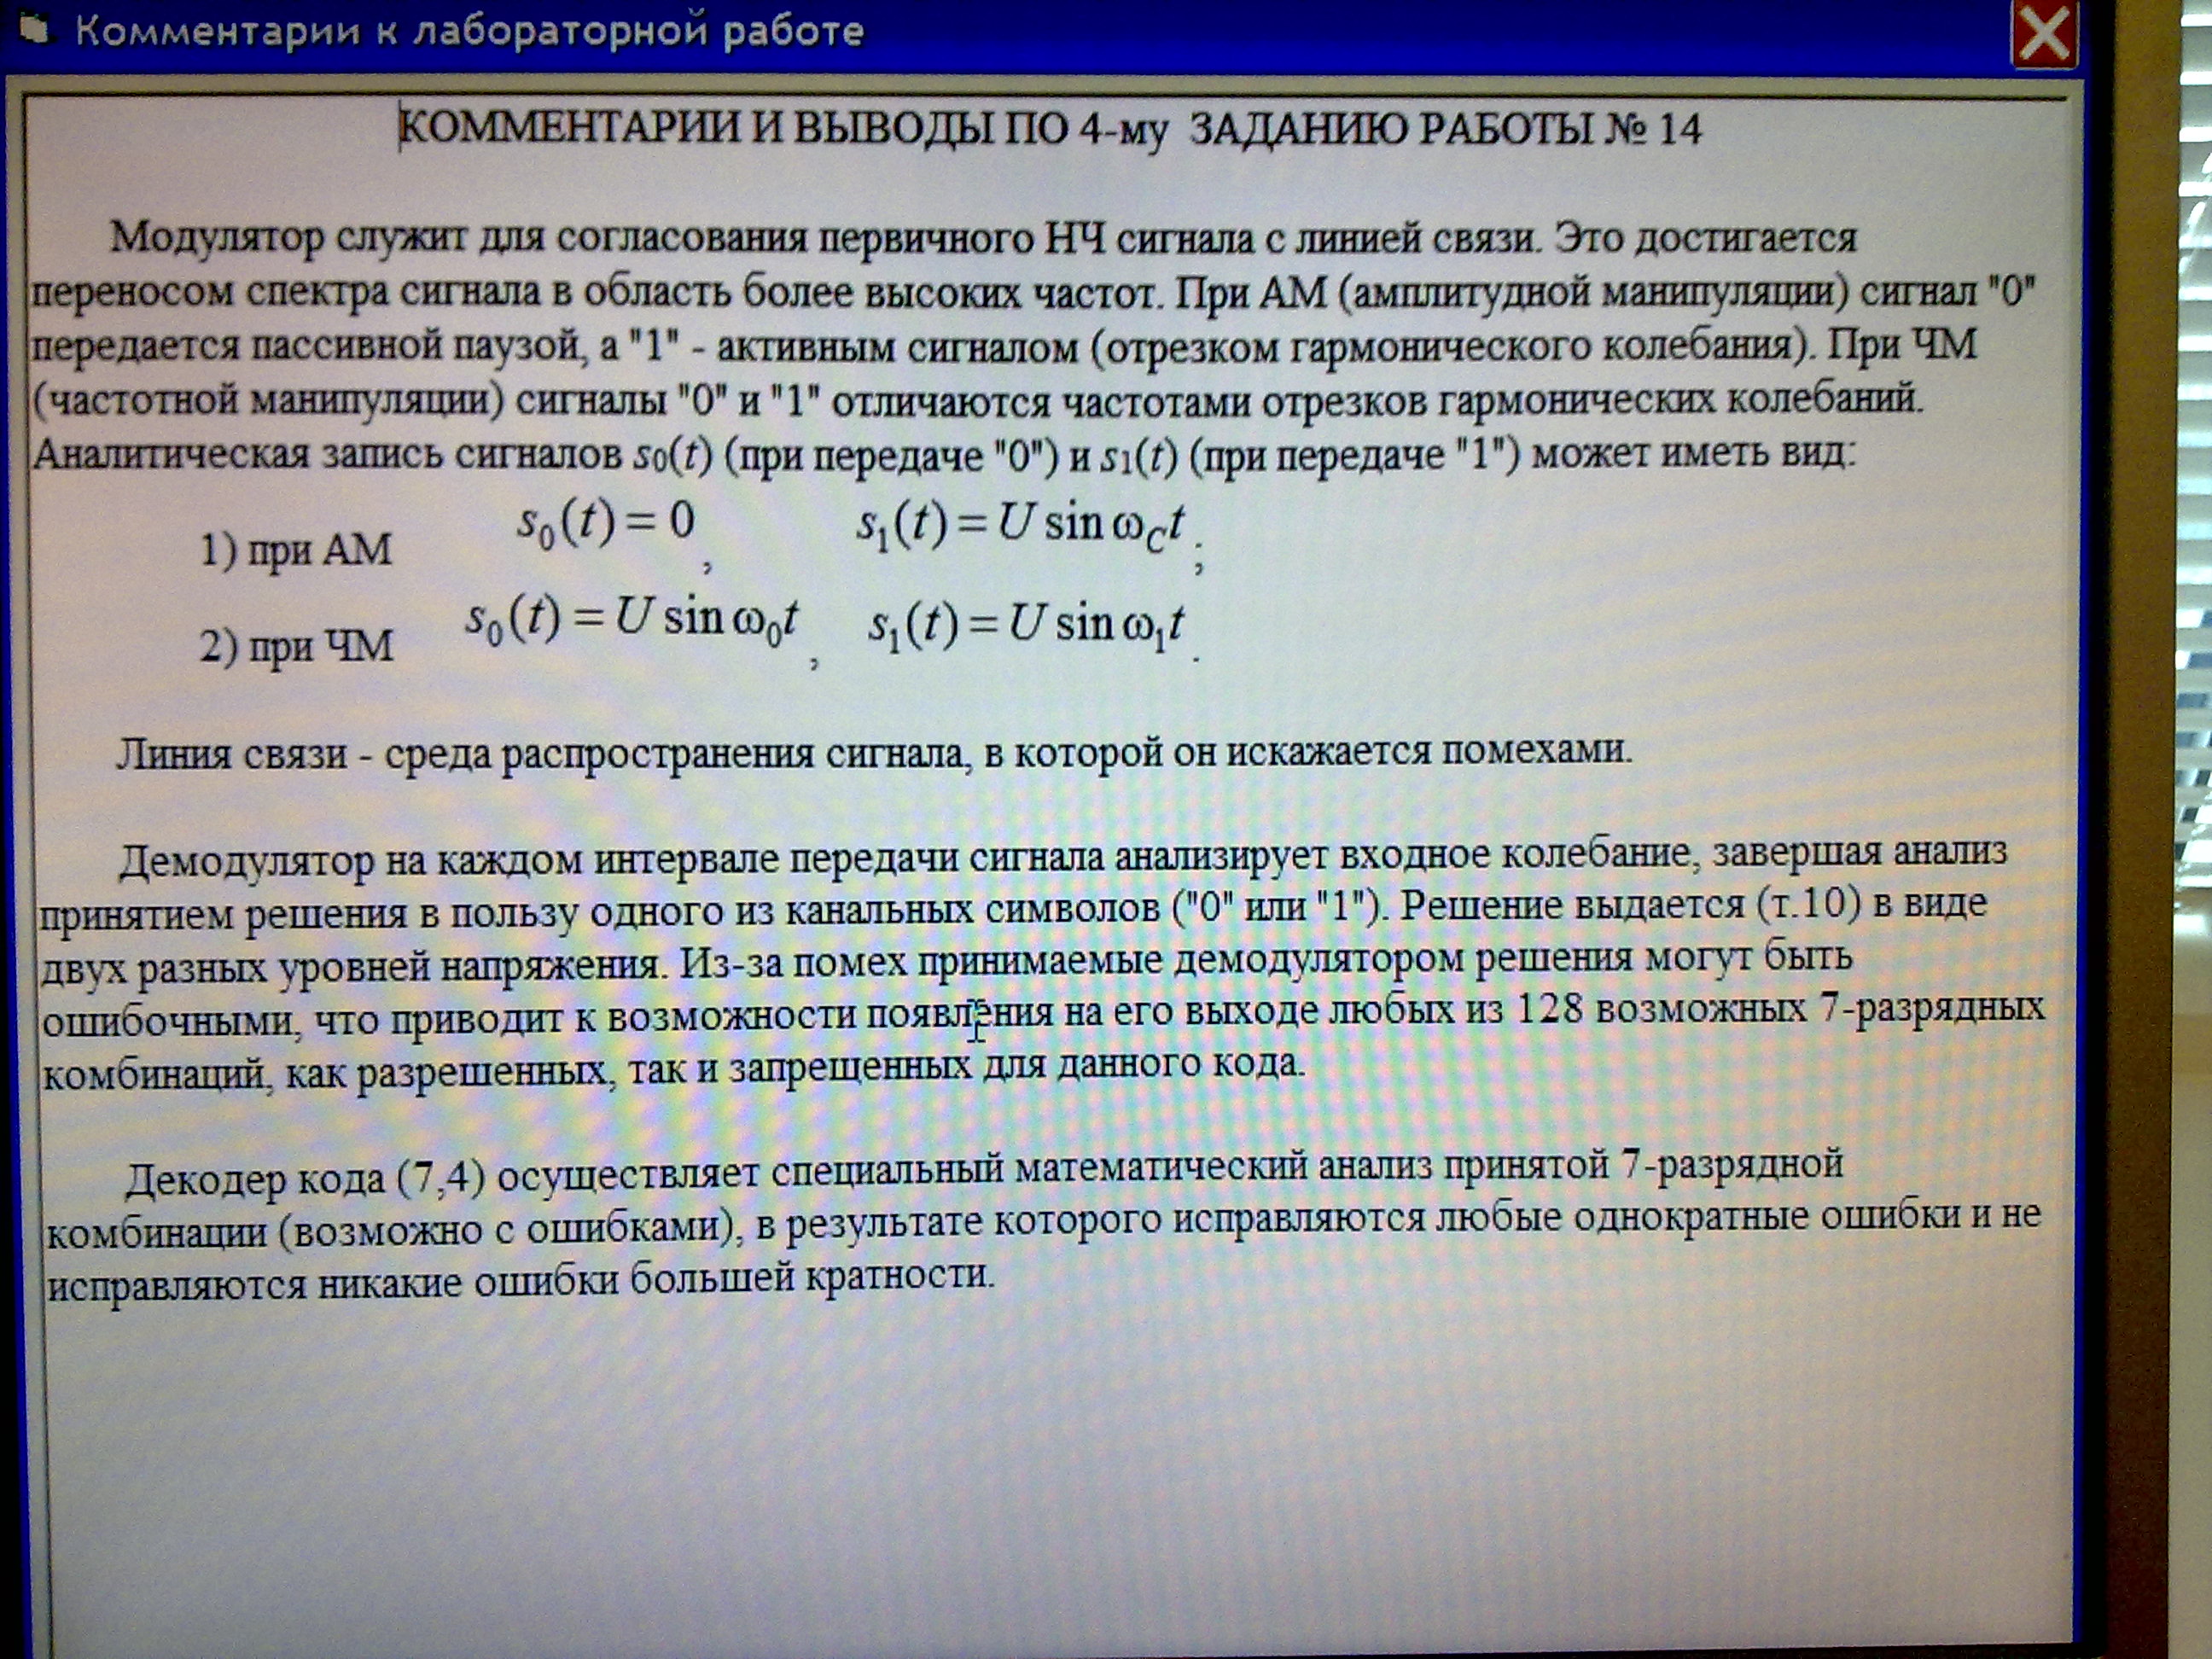 Комментарии к лабораторной работе
КОММЕНТАРИИ И ВЫВОДЫ ПО 4-му ЗАДАНИЮ РАБОТЫ № 14
Модулятор служит для согласования первичного НЧ сигнала с линией связи. Это достигается
переносом спектра сигнала в область более высоких частот. При АМ (амплитудной манипуляции) сигнал "0"
передается пассивной паузой, а "1" - активным сигналом (отрезком гармонического колебания). При ЧМ
(частотной манипуляции) сигналы "0" и "1" отличаются частотами отрезков гармонических колебаний.
Аналитическая запись сигналов s₀(t) (при передаче "0") и s₁(t) (при передаче "1") может иметь вид:
1) при АМ s₀(t) = 0, s₁(t) = U sin ω_C t;
2) при ЧМ s₀(t) = U sin ω₀t, s₁(t) = U sin ω₁t.
Линия связи - среда распространения сигнала, в которой он искажается помехами.
Демодулятор на каждом интервале передачи сигнала анализирует входное колебание, завершая анализ
принятием решения в пользу одного из канальных символов ("0" или "1"). Решение выдается (т.10) в виде
двух разных уровней напряжения. Из-за помех принимаемые демодулятором решения могут быть
ошибочными, что приводит к возможности появления на его выходе любых из 128 возможных 7-разрядных
комбинаций, как разрешенных, так и запрещенных для данного кода.
Декодер кода (7,4) осуществляет специальный математический анализ принятой 7-разрядной
комбинации (возможно с ошибками), в результате которого исправляются любые однократные ошибки и не
исправляются никакие ошибки большей кратности.